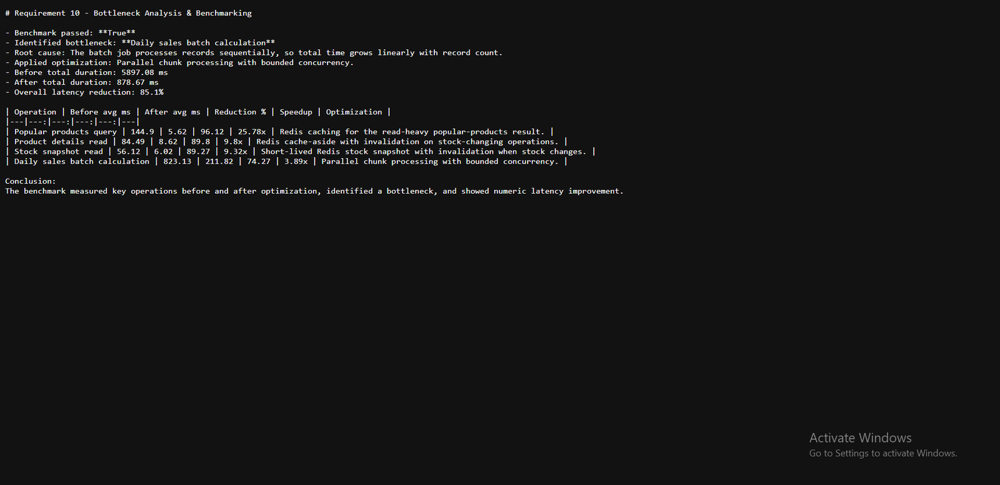 # Requirement 10 - Bottleneck Analysis & Benchmarking
- Benchmark passed: **True**
- Identified bottleneck: **Daily sales batch calculation**
- Root cause: The batch job processes records sequentially, so total time grows linearly with record count.
- Applied optimization: Parallel chunk processing with bounded concurrency.
- Before total duration: 5897.08 ms
- After total duration: 878.67 ms
- Overall latency reduction: 85.1%
| Operation | Before avg ms | After avg ms | Reduction % | Speedup | Optimization |
|---|---:|---:|---:|---:|---|
| Popular products query | 144.9 | 5.62 | 96.12 | 25.78x | Redis caching for the read-heavy popular-products result. |
| Product details read | 84.49 | 8.62 | 89.8 | 9.8x | Redis cache-aside with invalidation on stock-changing operations. |
| Stock snapshot read | 56.12 | 6.02 | 89.27 | 9.32x | Short-lived Redis stock snapshot with invalidation when stock changes. |
| Daily sales batch calculation | 823.13 | 211.82 | 74.27 | 3.89x | Parallel chunk processing with bounded concurrency. |
Conclusion:
The benchmark measured key operations before and after optimization, identified a bottleneck, and showed numeric latency improvement.
Activate Windows
Go to Settings to activate Windows.